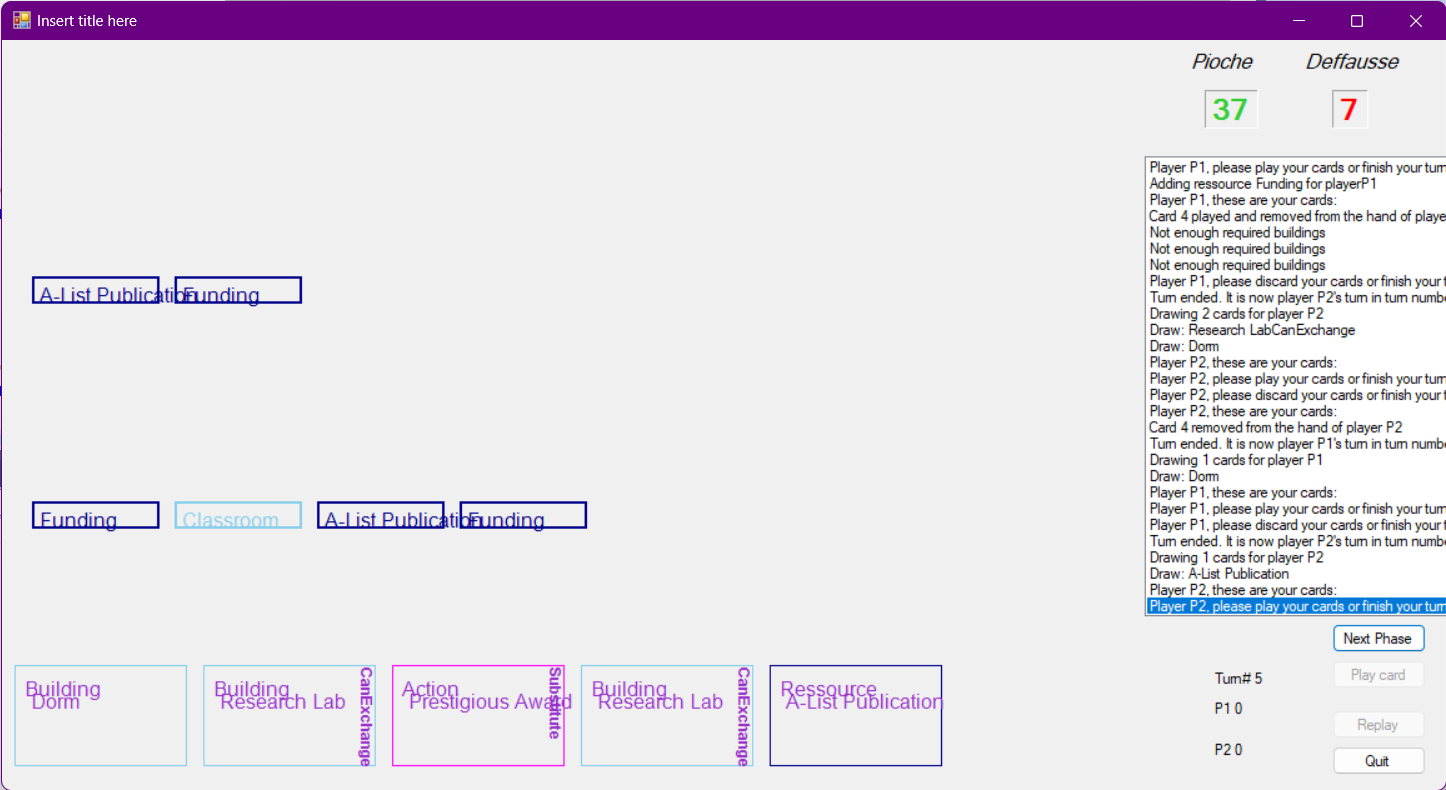 Insert title here
Pioche
Deffausse
37
7
Player P1, please play your cards or finish your turn
Adding ressource Funding for playerP1
Player P1, these are your cards:
Card 4 played and removed from the hand of playe
Not enough required buildings
Not enough required buildings
Not enough required buildings
Player P1, please discard your cards or finish your t
Turn ended. It is now player P2's turn in turn numbe
Drawing 2 cards for player P2
Draw: Research LabCanExchange
Draw: Dorm
Player P2, these are your cards:
Player P2, please play your cards or finish your turn
Player P2, please discard your cards or finish your t
Player P2, these are your cards:
Card 4 removed from the hand of player P2
Turn ended. It is now player P1's turn in turn numbe
Drawing 1 cards for player P1
Draw: Dorm
Player P1, these are your cards:
Player P1, please play your cards or finish your turn
Player P1, please discard your cards or finish your t
Turn ended. It is now player P2's turn in turn numbe
Drawing 1 cards for player P2
Draw: A-List Publication
Player P2, these are your cards:
Player P2, please play your cards or finish your turn
A-List Publication
Funding
Funding
Classroom
A-List Publication
Funding
Building
Dorm
Building
Research Lab
CanExchange
Action
Prestigious Award
Substitute
Building
Research Lab
CanExchange
Ressource
A-List Publication
Next Phase
Turn# 5
Play card
P1 0
Replay
P2 0
Quit